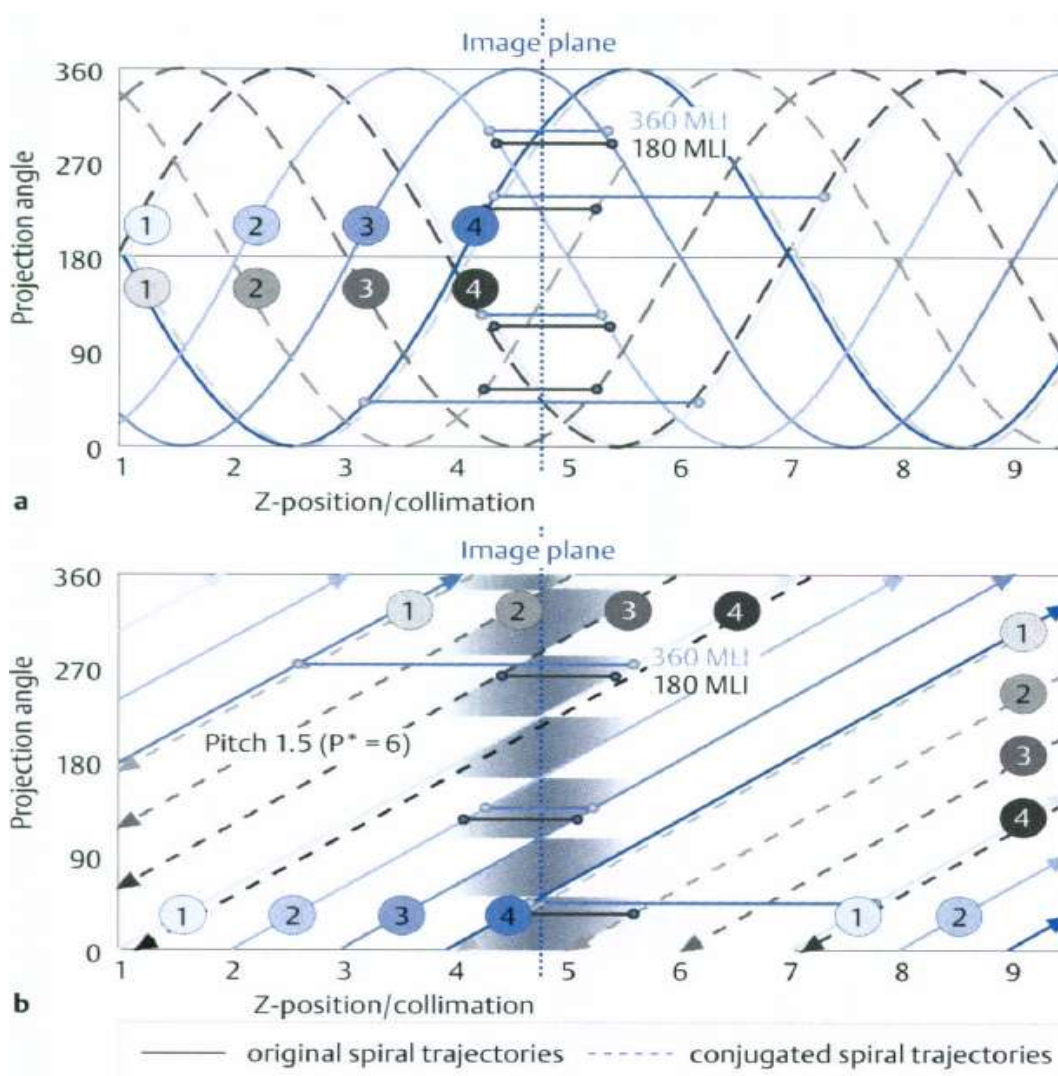 Image plane
360
270
180
90
0
Projection angle
360 MLI
180 MLI
1 2 3 4
1 2 3 4
1 2 3 4 5 6 7 8 9
a Z-position/collimation
Image plane
360
270
180
90
0
Projection angle
1 2 3 4
1
2
3
4
360 MLI
180 MLI
Pitch 1.5 (P* = 6)
1 2 3 4 1 2
1 2 3 4 5 6 7 8 9
b Z-position/collimation
original spiral trajectories conjugated spiral trajectories